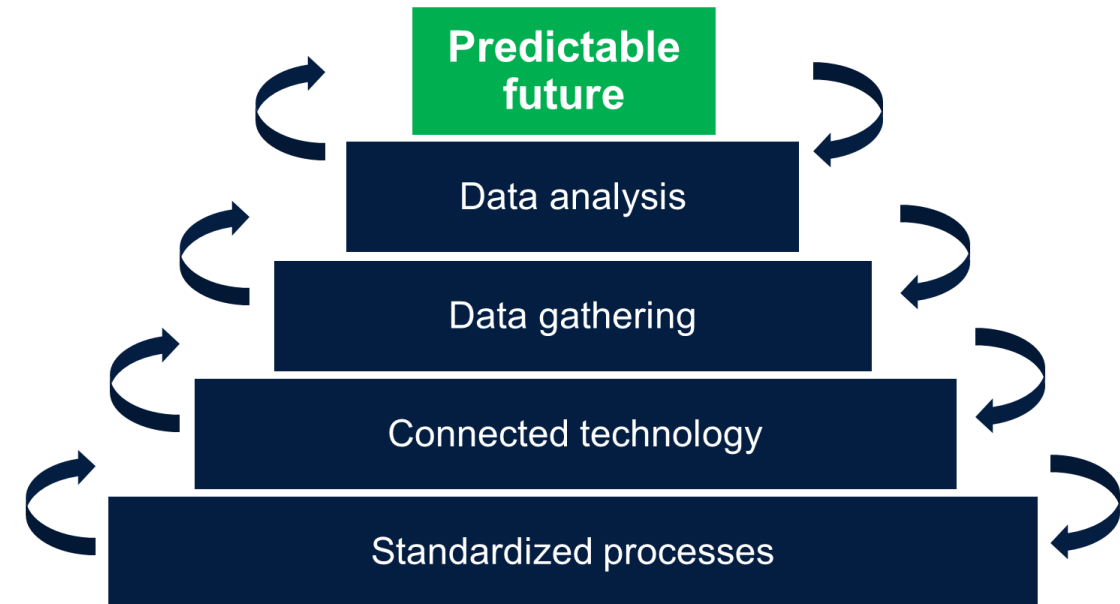 Predictable
future
Data analysis
Data gathering
Connected technology
Standardized processes